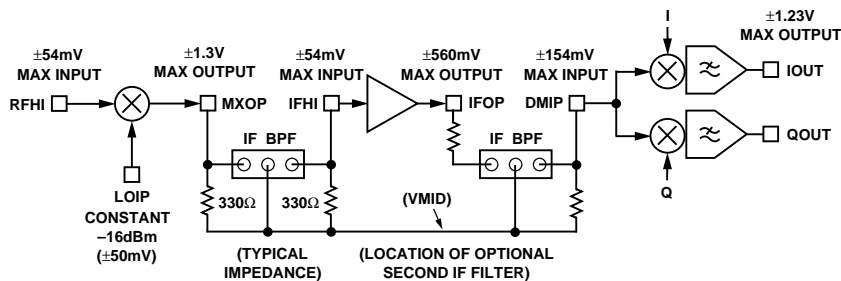 ±54mV
MAX INPUT
±1.3V
MAX OUTPUT
±54mV
MAX INPUT
±560mV
MAX OUTPUT
±154mV
MAX INPUT
I
±1.23V
MAX OUTPUT
RFHI
MXOP
IFHI
IFOP
DMIP
IOUT
QOUT
IF BPF
IF BPF
LOIP
CONSTANT
–16dBm
(±50mV)
330Ω
330Ω
(VMID)
Q
(TYPICAL
IMPEDANCE)
(LOCATION OF OPTIONAL
SECOND IF FILTER)